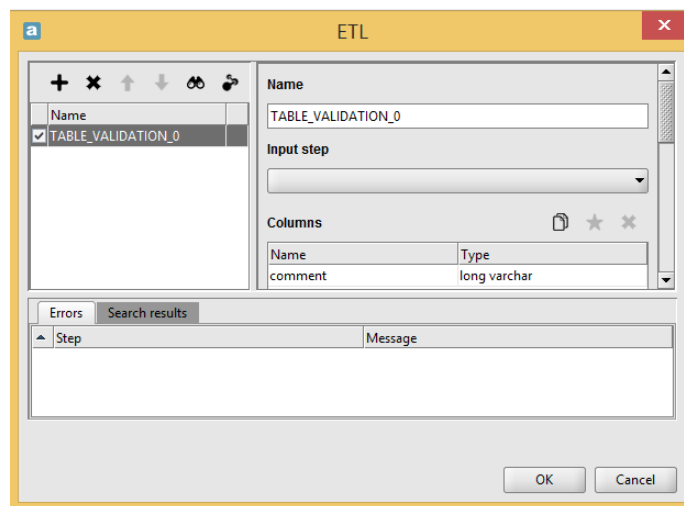 a
ETL
Name
TABLE_VALIDATION_0
Name
TABLE_VALIDATION_0
Input step
Columns
Name Type
comment long varchar
Errors Search results
Step Message
OK Cancel